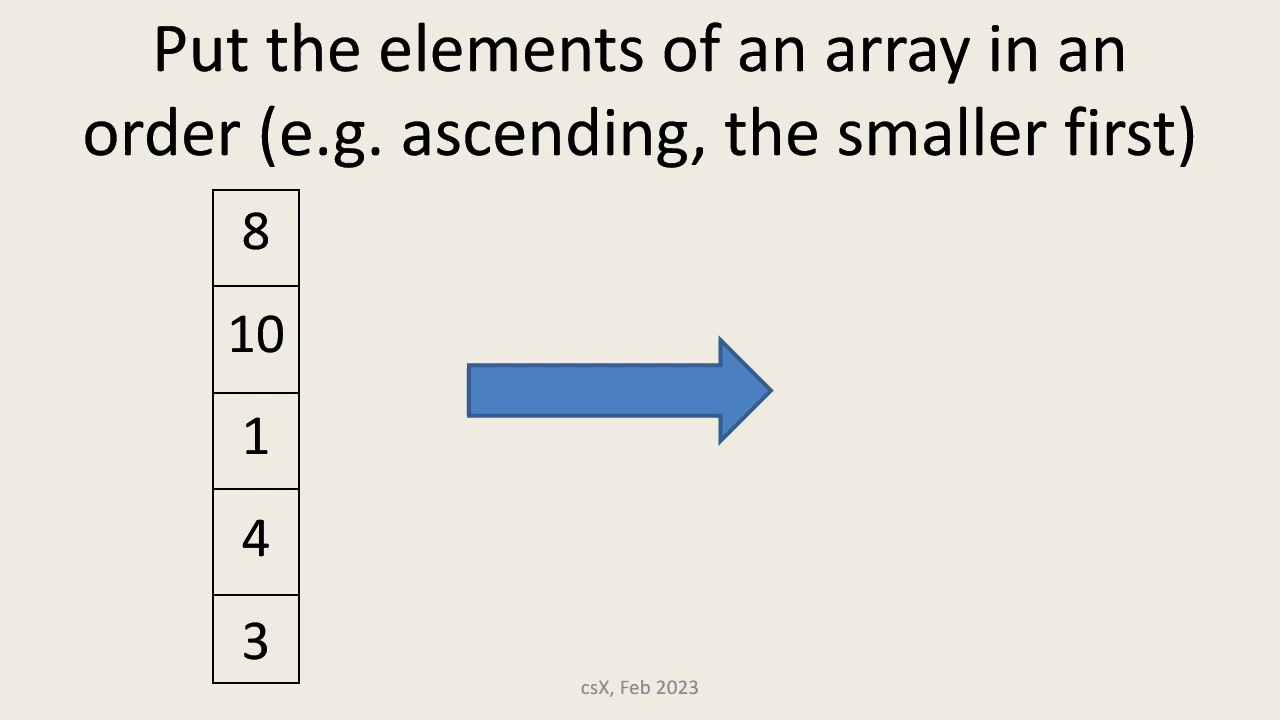 Put the elements of an array in an
order (e.g. ascending, the smaller first)
8
10
1
4
3
csX, Feb 2023